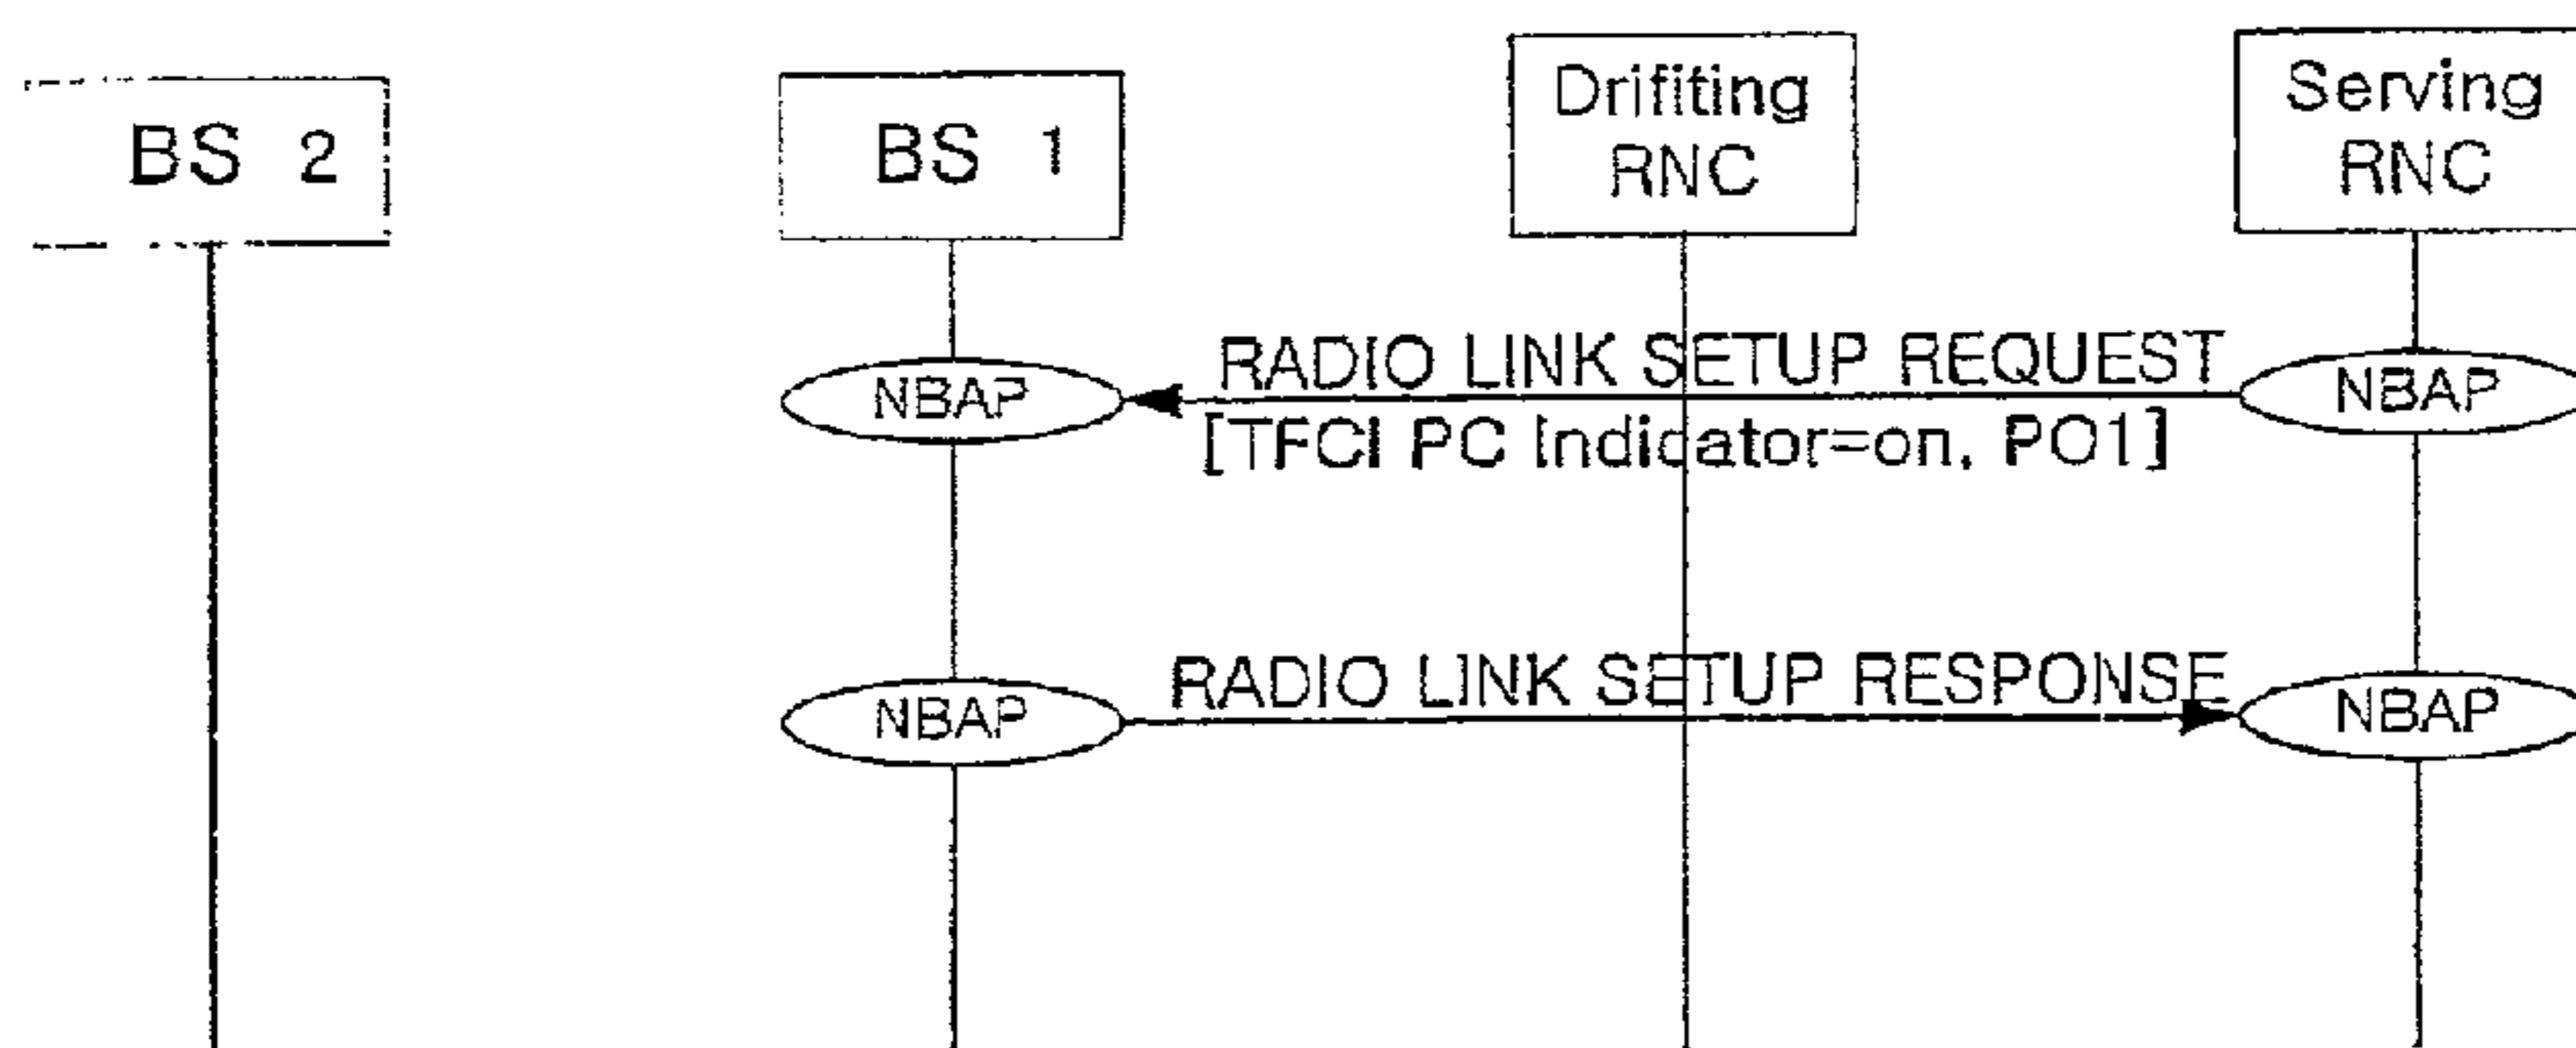 BS 2
BS 1
Drifiting
RNC
Serving
RNC
RADIO LINK SETUP REQUEST
NBAP
NBAP
[TFCI PC Indicator=on, PO1]
RADIO LINK SETUP RESPONSE
NBAP
NBAP